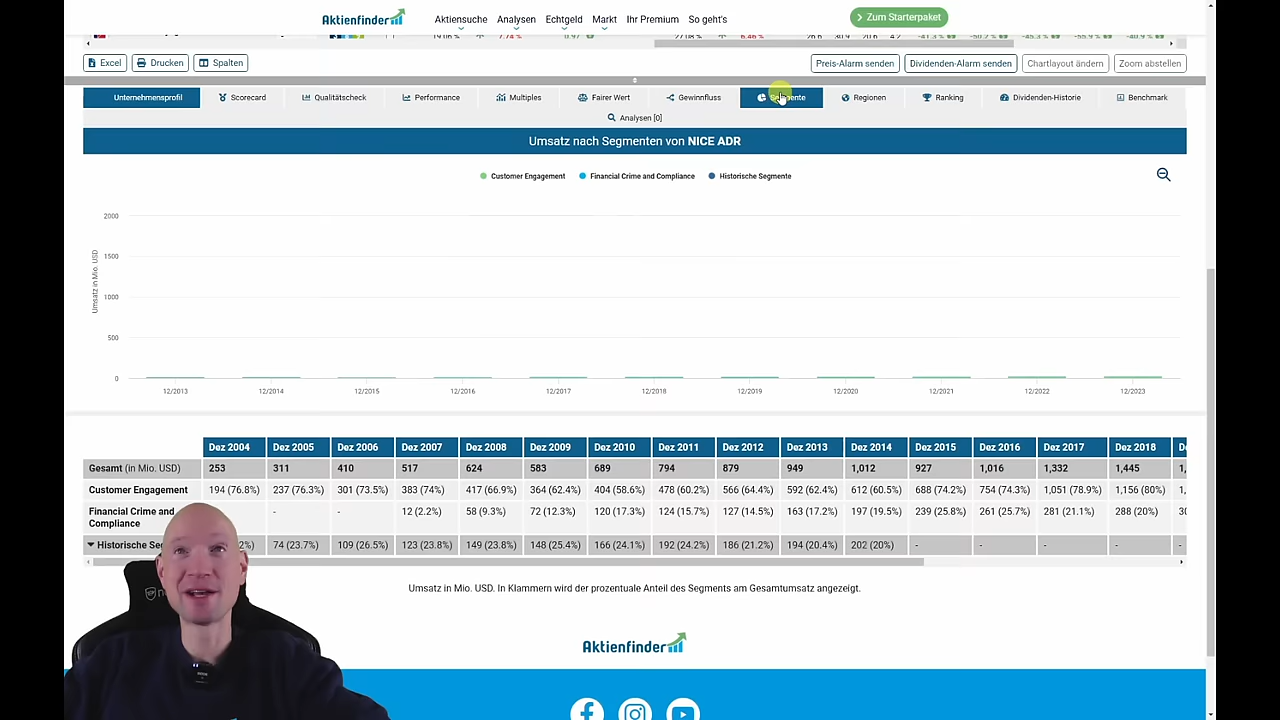 Aktienfinder
Aktiensuche Analysen Echtgeld Markt Ihr Premium So geht's
Zum Starterpaket
Excel Drucken Spalten Preis-Alarm senden Dividenden-Alarm senden Chartlayout ändern Zoom abstellen
Unternehmensprofil Scorecard Qualitätscheck Performance Multiples Fairer Wert Gewinnfluss Regionen Ranking Dividenden-Historie Benchmark
Analysen [0]
Umsatz nach Segmenten von NICE ADR
Customer Engagement Financial Crime and Compliance Historische Segmente
Umsatz in Mio. USD
2000
1500
1000
500
0
12/2013 12/2014 12/2015 12/2016 12/2017 12/2018 12/2019 12/2020 12/2021 12/2022 12/2023
Dez 2004 Dez 2005 Dez 2006 Dez 2007 Dez 2008 Dez 2009 Dez 2010 Dez 2011 Dez 2012 Dez 2013 Dez 2014 Dez 2015 Dez 2016 Dez 2017 Dez 2018
Gesamt (in Mio. USD) 253 311 410 517 624 583 689 794 879 949 1,012 927 1,016 1,332 1,445
Customer Engagement 194 (76.8%) 237 (76.3%) 301 (73.5%) 383 (74%) 417 (66.9%) 364 (62.4%) 404 (58.6%) 478 (60.2%) 566 (64.4%) 592 (62.4%) 612 (60.5%) 688 (74.2%) 754 (74.3%) 1,051 (78.9%) 1,156 (80%)
Financial Crime and - - 12 (2.2%) 58 (9.3%) 72 (12.3%) 120 (17.3%) 124 (15.7%) 127 (14.5%) 163 (17.2%) 197 (19.5%) 239 (25.8%) 261 (25.7%) 281 (21.1%) 288 (20%)
Compliance
Historische 74 (23.7%) 109 (26.5%) 123 (23.8%) 149 (23.8%) 148 (25.4%) 166 (24.1%) 192 (24.2%) 186 (21.2%) 194 (20.4%) 202 (20%) - - - -
Umsatz in Mio. USD. In Klammern wird der prozentuale Anteil des Segments am Gesamtumsatz angezeigt.
Aktienfinder